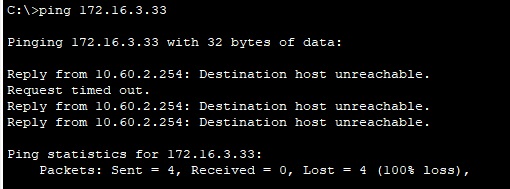 C:\>ping 172.16.3.33
Pinging 172.16.3.33 with 32 bytes of data:
Reply from 10.60.2.254: Destination host unreachable.
Request timed out.
Reply from 10.60.2.254: Destination host unreachable.
Reply from 10.60.2.254: Destination host unreachable.
Ping statistics for 172.16.3.33:
    Packets: Sent = 4, Received = 0, Lost = 4 (100% loss),